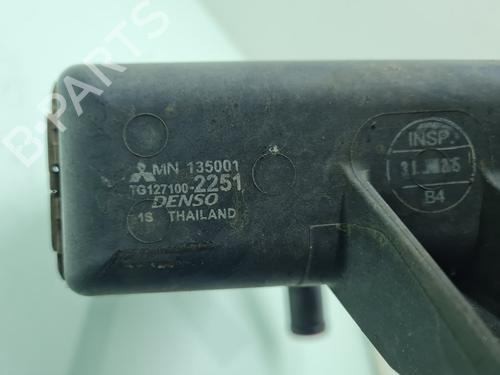 B-PARTS
MN 135001
TG127100-2251
DENSO
1S THAILAND
INSP
B4